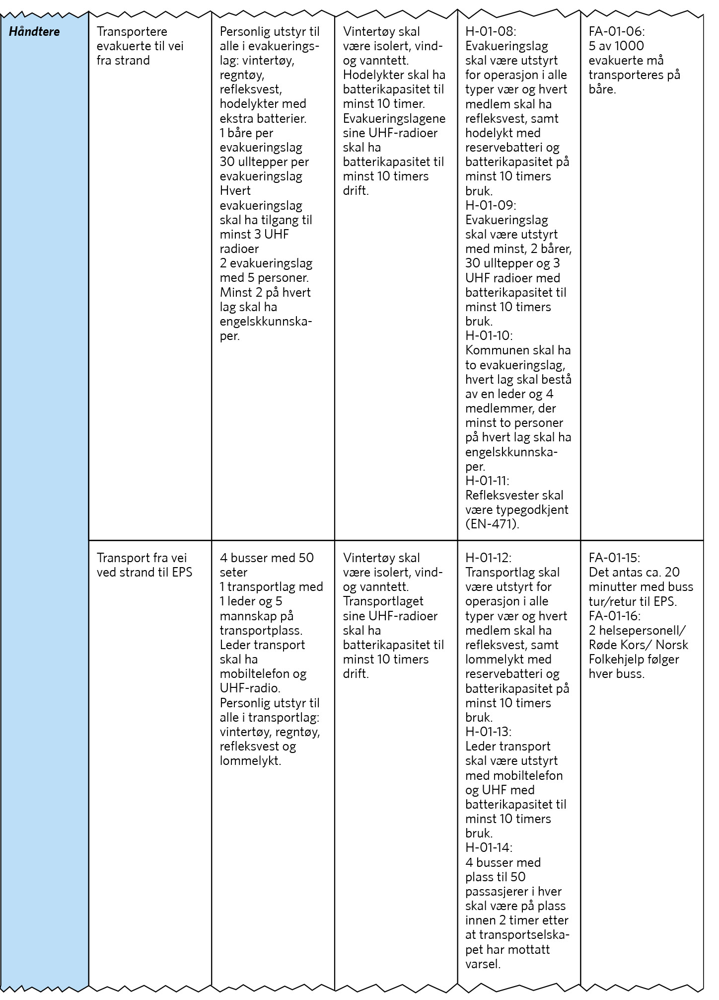 Håndtere
Transportere
evakuerte til vei
fra strand
Personlig utstyr til
alle i evakuerings-
lag: vintertøy,
regntøy,
refleksvest,
hodelykter med
ekstra batterier.
1 båre per
evakueringslag
30 ulltepper per
evakueringslag
Hvert
evakueringslag
skal ha tilgang til
minst 3 UHF
radioer
2 evakueringslag
med 5 personer.
Minst 2 på hvert
lag skal ha
engelskkunnska-
per.
Vintertøy skal
være isolert, vind-
og vanntett.
Hodelykter skal ha
batterikapasitet til
minst 10 timer.
Evakueringslagene
sine UHF-radioer
skal ha
batterikapasitet til
minst 10 timers
drift.
H-01-08:
Evakueringslag
skal være utstyrt
for operasjon i alle
typer vær og hvert
medlem skal ha
refleksvest, samt
hodelykt med
reservebatteri og
batterikapasitet på
minst 10 timers
bruk.
H-01-09:
Evakueringslag
skal være utstyrt
med minst, 2 bårer,
30 ulltepper og 3
UHF radioer med
batterikapasitet til
minst 10 timers
bruk.
H-01-10:
Kommunen skal ha
to evakueringslag,
hvert lag skal bestå
av en leder og 4
medlemmer, der
minst to personer
på hvert lag skal ha
engelskkunnska-
per.
H-01-11:
Refleksvester skal
være typegodkjent
(EN-471).
FA-01-06:
5 av 1000
evakuerte må
transporteres på
båre.
Transport fra vei
ved strand til EPS
4 busser med 50
seter
1 transportlag med
1 leder og 5
mannskap på
transportplass.
Leder transport
skal ha
mobiltelefon og
UHF-radio.
Personlig utstyr til
alle i transportlag:
vintertøy, regntøy,
refleksvest og
lommelykt.
Vintertøy skal
være isolert, vind-
og vanntett.
Transportlaget
sine UHF-radioer
skal ha
batterikapasitet til
minst 10 timers
drift.
H-01-12:
Transportlag skal
være utstyrt for
operasjon i alle
typer vær og hvert
medlem skal ha
refleksvest, samt
lommelykt med
reservebatteri og
batterikapasitet på
minst 10 timers
bruk.
H-01-13:
Leder transport
skal være utstyrt
med mobiltelefon
og UHF med
batterikapasitet til
minst 10 timers
bruk.
H-01-14:
4 busser med
plass til 50
passasjerer i hver
skal være på plass
innen 2 timer etter
at transportselska-
pet har mottatt
varsel.
FA-01-15:
Det antas ca. 20
minutter med buss
tur/retur til EPS.
FA-01-16:
2 helsepersonell/
Røde Kors/ Norsk
Folkehjelp følger
hver buss.